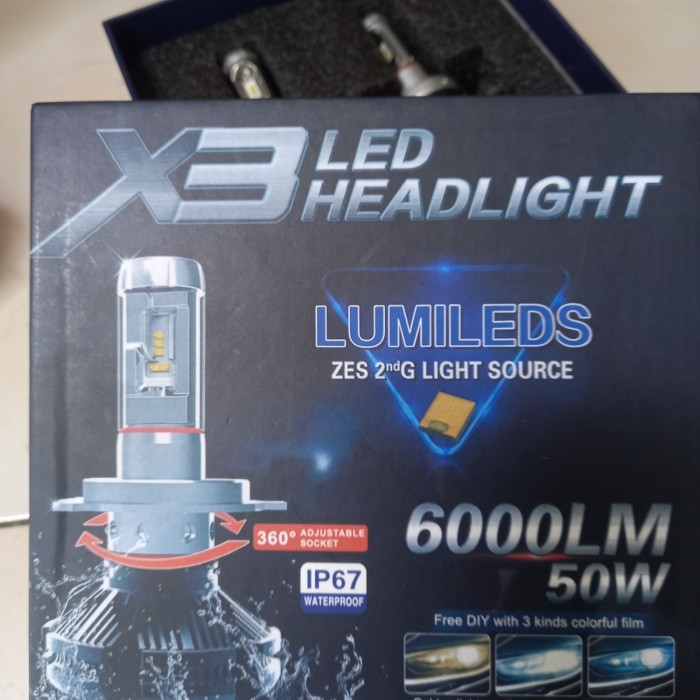 X3 LED
HEADLIGHT
LUMILEDS
ZES 2ndG LIGHT SOURCE
360° ADJUSTABLE
SOCKET
IP67
WATERPROOF
6000LM
50W
Free DIY with 3 kinds colorful film